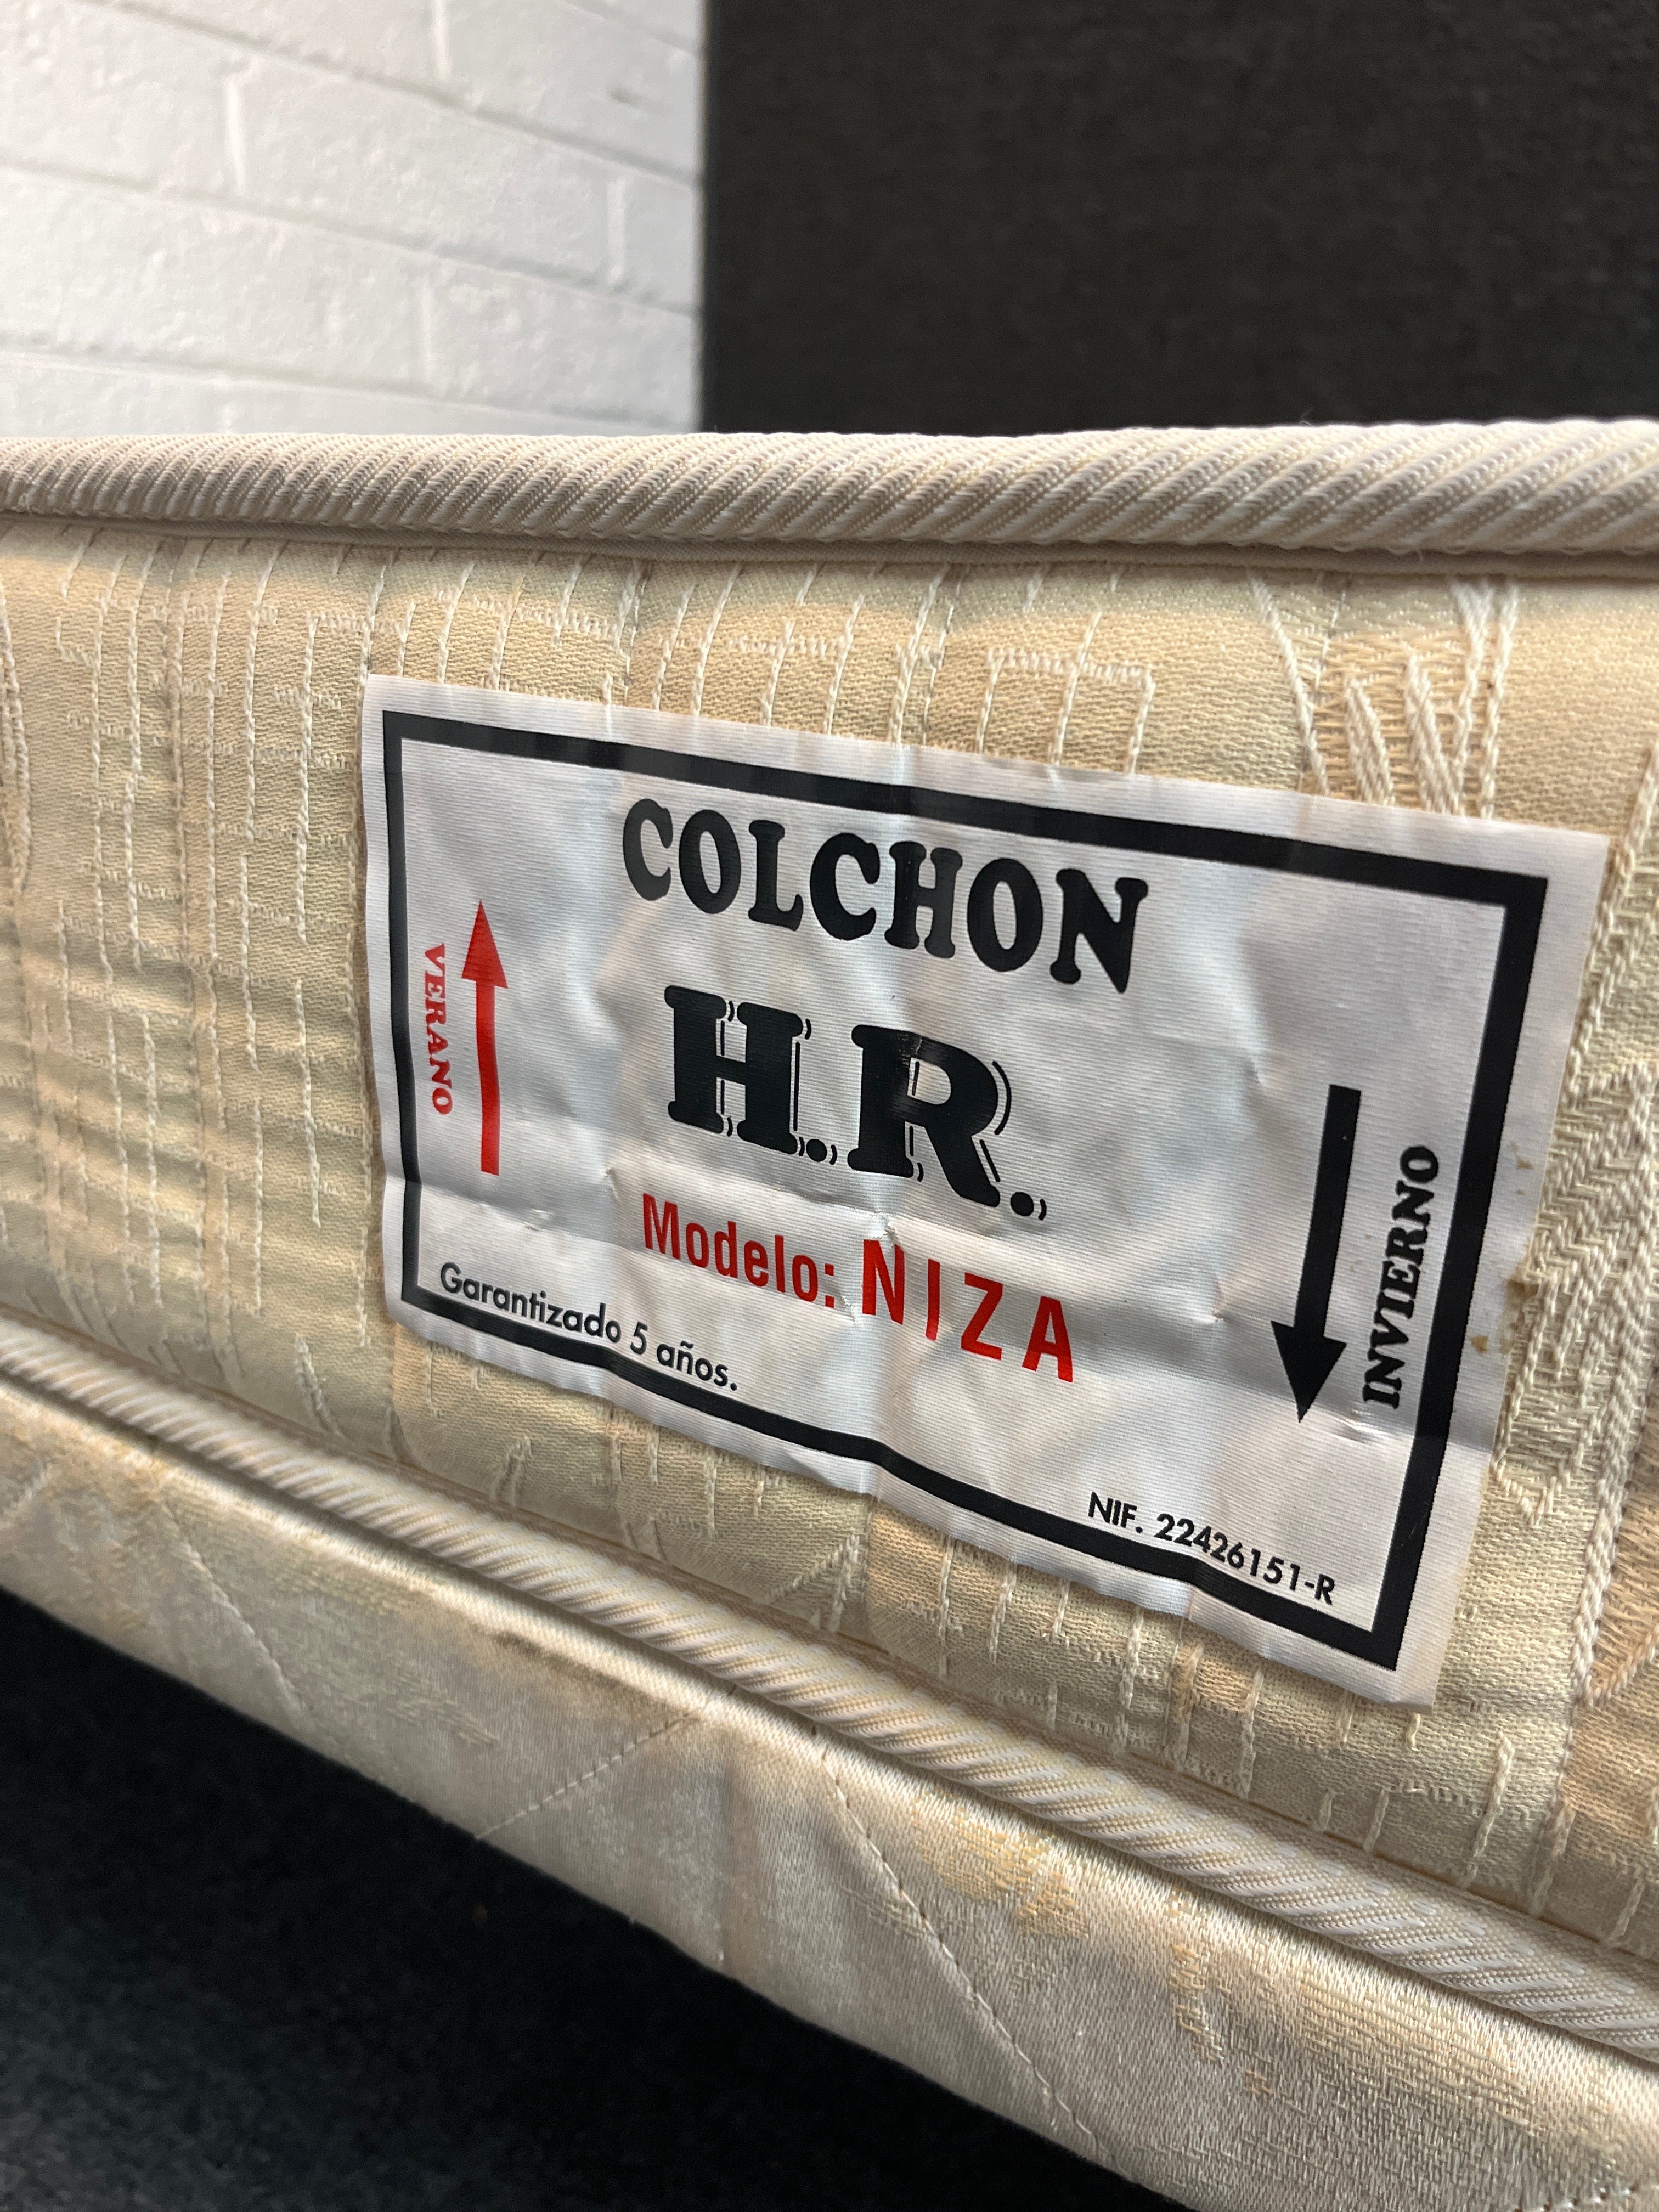 COLCHON
H.R.
Modelo: NIZA
VERANO
INVIERNO
Garantizado 5 años.
NIF. 22426151-R